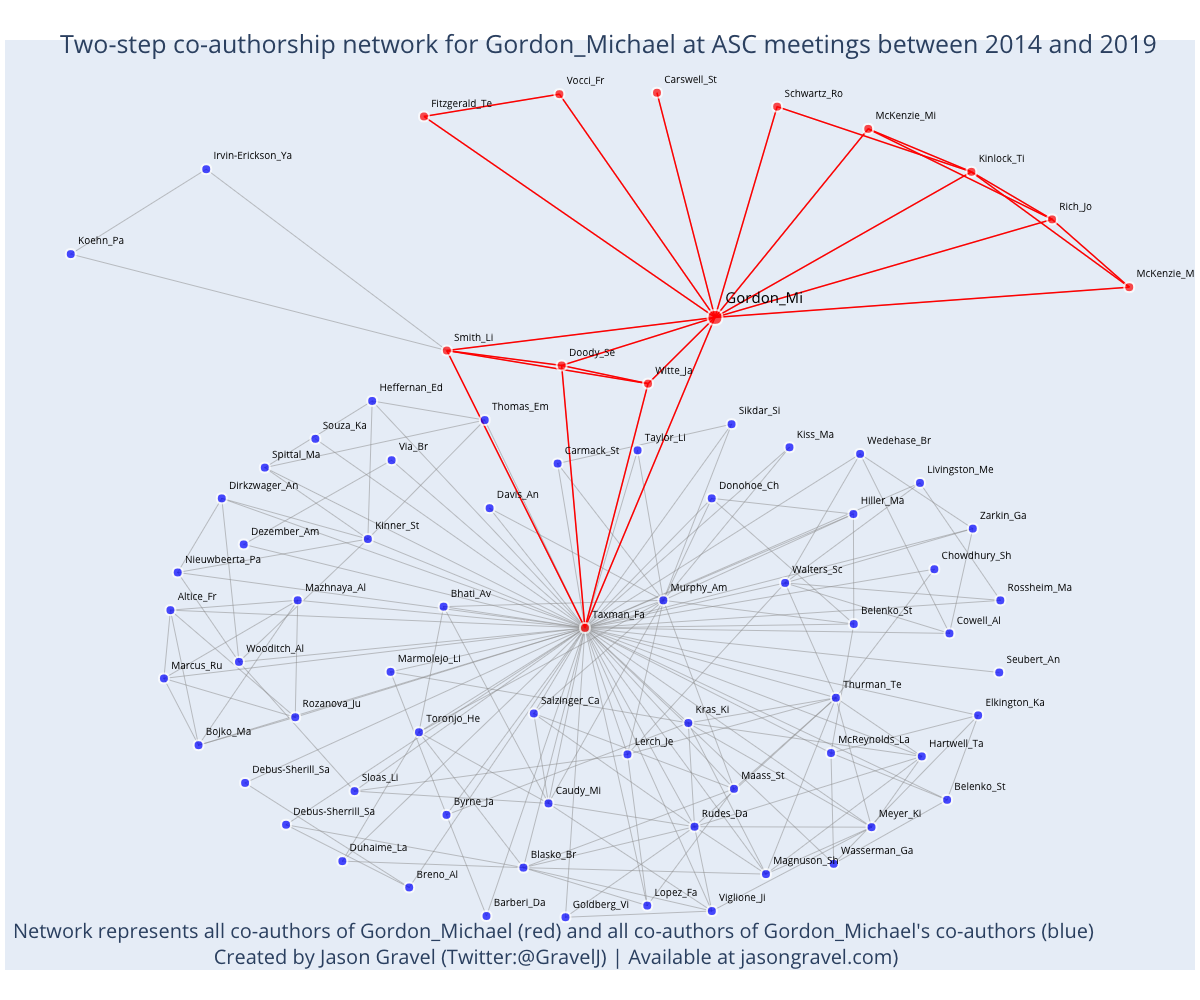 Two-step co-authorship network for Gordon_Michael at ASC meetings between 2014 and 2019
Vocci_Fr
Carswell_St
Schwartz_Ro
Fitzgerald_Te
McKenzie_Mi
Irvin-Erickson_Ya
Kinlock_Ti
Rich_Jo
Koehn_Pa
McKenzie_M
Gordon_Mi
Smith_Li
Doody_Se
Witte_Ja
Heffernan_Ed
Thomas_Em
Sikdar_Si
Souza_Ka
Kiss_Ma
Taylor_Li
Wedehase_Br
Via_Br
Carmack_St
Spittal_Ma
Livingston_Me
Dirkzwager_An
Donohoe_Ch
Davis_An
Hiller_Ma
Zarkin_Ga
Kinner_St
Dezember_Am
Chowdhury_Sh
Nieuwbeerta_Pa
Walters_Sc
Mazhnaya_Al
Murphy_Am
Rossheim_Ma
Altice_Fr
Bhati_Av
Belenko_St
Taxman_Fa
Cowell_Al
Wooditch_Al
Marmolejo_Li
Marcus_Ru
Seubert_An
Thurman_Te
Salzinger_Ca
Rozanova_Ju
Elkington_Ka
Kras_Ki
Toronjo_He
Bojko_Ma
Lerch_Je
McReynolds_La
Hartwell_Ta
Debus-Sherill_Sa
Sloas_Li
Maass_St
Belenko_St
Caudy_Mi
Byrne_Ja
Debus-Sherrill_Sa
Rudes_Da
Meyer_Ki
Duhaime_La
Blasko_Br
Wasserman_Ga
Magnuson_Sh
Breno_Al
Lopez_Fa
Viglione_Ji
Barberi_Da
Goldberg_Vi
Network represents all co-authors of Gordon_Michael (red) and all co-authors of Gordon_Michael's co-authors (blue)
Created by Jason Gravel (Twitter:@GravelJ) | Available at jasongravel.com)